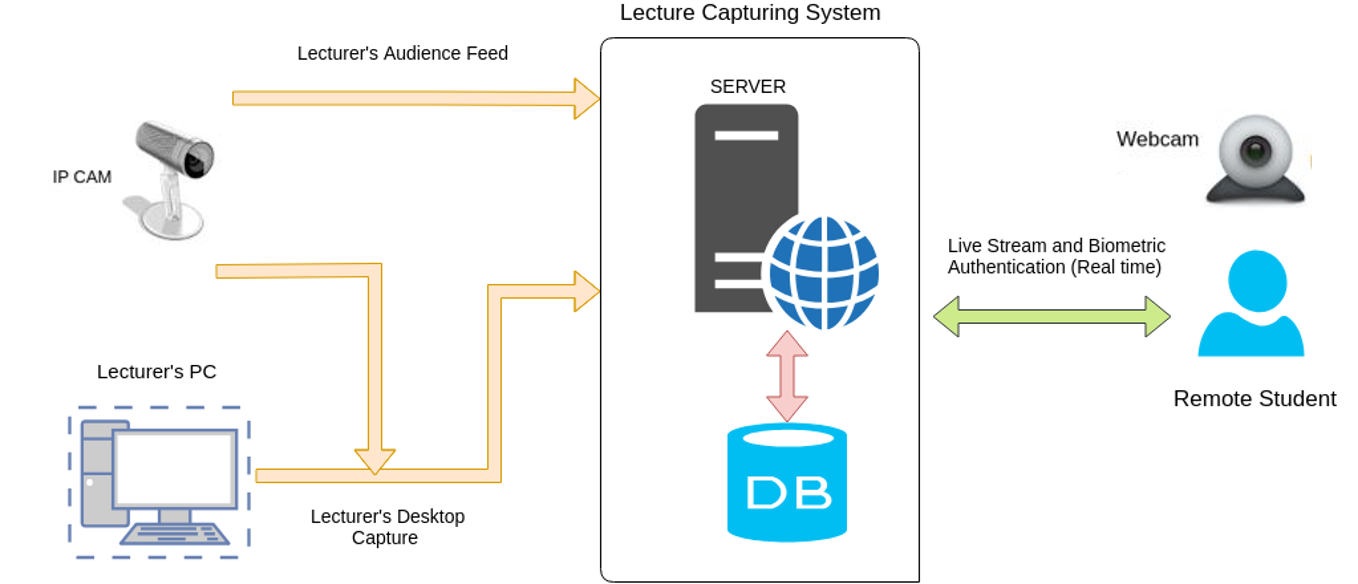 Lecture Capturing System
Lecturer's Audience Feed
SERVER
IP CAM
Webcam
Live Stream and Biometric
Authentication (Real time)
Lecturer's PC
Remote Student
DB
Lecturer's Desktop
Capture